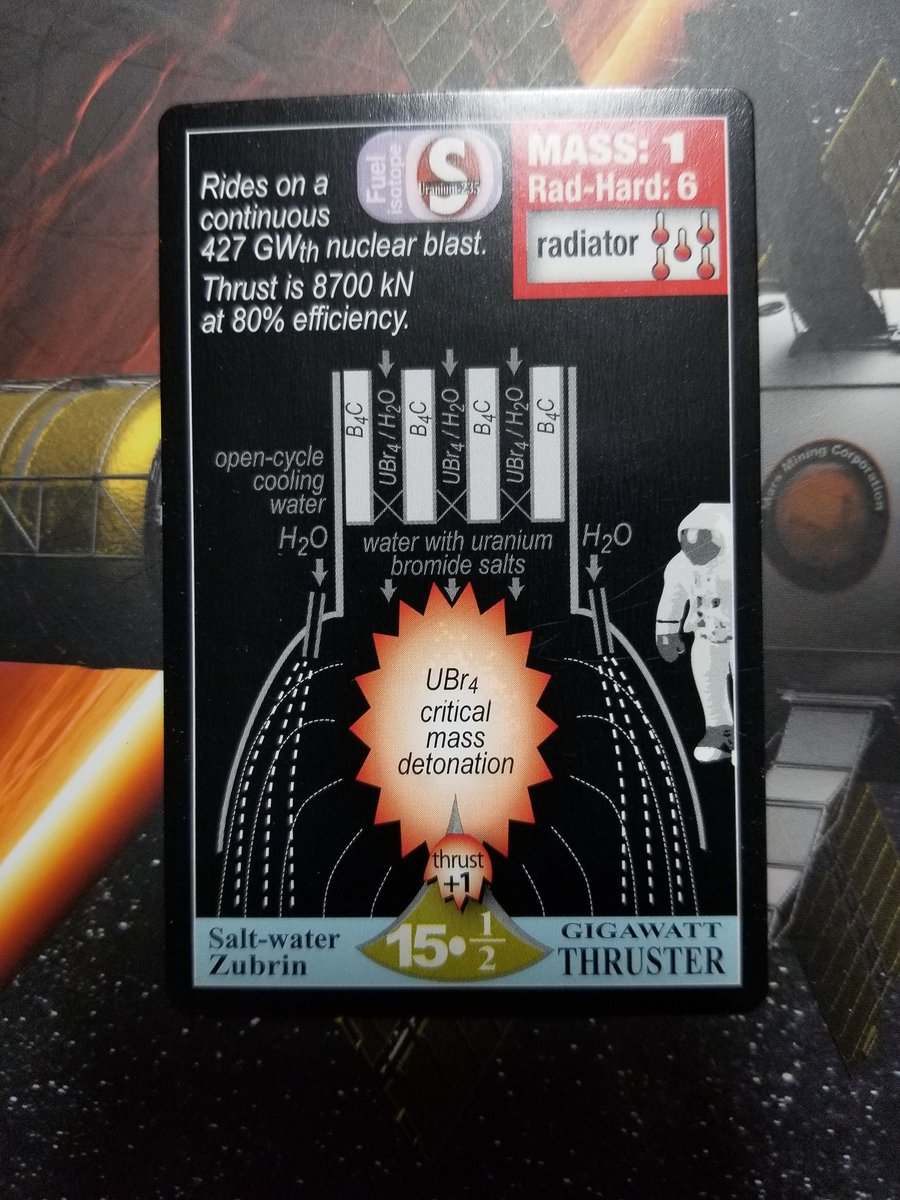 Rides on a
continuous
427 GWth nuclear blast.
Thrust is 8700 kN
at 80% efficiency.
Fuel
isotope
S
Uranium-235
MASS: 1
Rad-Hard: 6
radiator
B4C
UBr4 / H2O
B4C
UBr4 / H2O
B4C
UBr4 / H2O
B4C
open-cycle
cooling
water
H2O
water with uranium
bromide salts
H2O
UBr4
critical
mass
detonation
thrust
+1
Salt-water
Zubrin
15•1/2
GIGAWATT
THRUSTER
Mars Mining Corporation